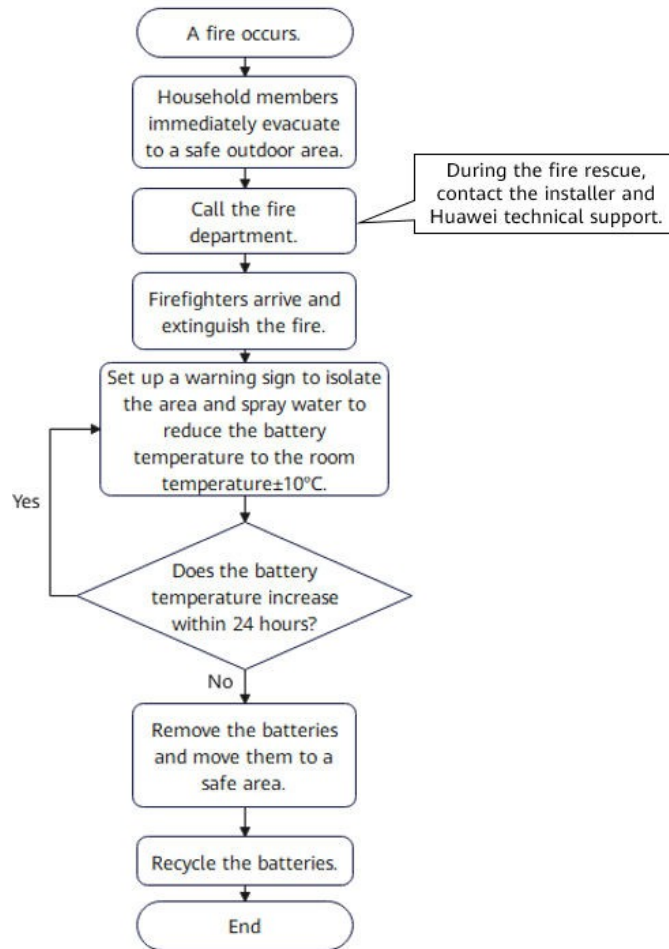 A fire occurs.
Household members
immediately evacuate
to a safe outdoor area.
During the fire rescue,
contact the installer and
Huawei technical support.
Call the fire
department.
Firefighters arrive and
extinguish the fire.
Set up a warning sign to isolate
the area and spray water to
reduce the battery
temperature to the room
temperature±10°C.
Yes
Does the battery
temperature increase
within 24 hours?
No
Remove the batteries
and move them to a
safe area.
Recycle the batteries.
End